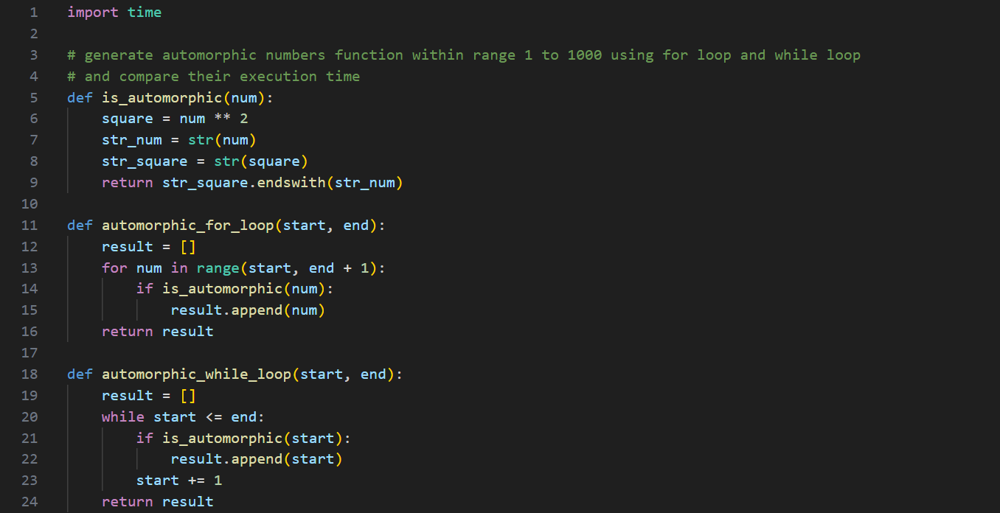 1 import time
2
3 # generate automorphic numbers function within range 1 to 1000 using for loop and while loop
4 # and compare their execution time
5 def is_automorphic(num):
6     square = num ** 2
7     str_num = str(num)
8     str_square = str(square)
9     return str_square.endswith(str_num)
10
11 def automorphic_for_loop(start, end):
12     result = []
13     for num in range(start, end + 1):
14         if is_automorphic(num):
15             result.append(num)
16     return result
17
18 def automorphic_while_loop(start, end):
19     result = []
20     while start <= end:
21         if is_automorphic(start):
22             result.append(start)
23         start += 1
24     return result